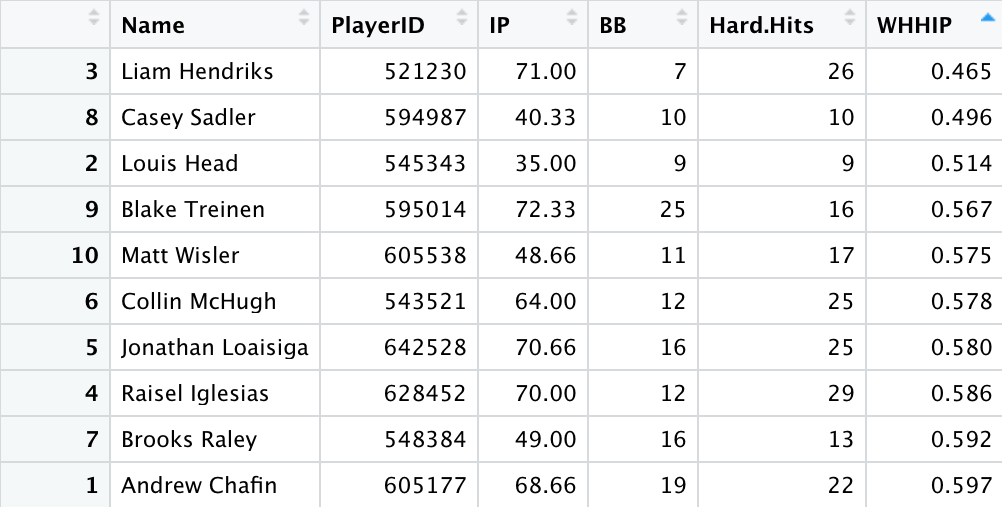 Name PlayerID IP BB Hard.Hits WHHIP
3 Liam Hendriks 521230 71.00 7 26 0.465
8 Casey Sadler 594987 40.33 10 10 0.496
2 Louis Head 545343 35.00 9 9 0.514
9 Blake Treinen 595014 72.33 25 16 0.567
10 Matt Wisler 605538 48.66 11 17 0.575
6 Collin McHugh 543521 64.00 12 25 0.578
5 Jonathan Loaisiga 642528 70.66 16 25 0.580
4 Raisel Iglesias 628452 70.00 12 29 0.586
7 Brooks Raley 548384 49.00 16 13 0.592
1 Andrew Chafin 605177 68.66 19 22 0.597